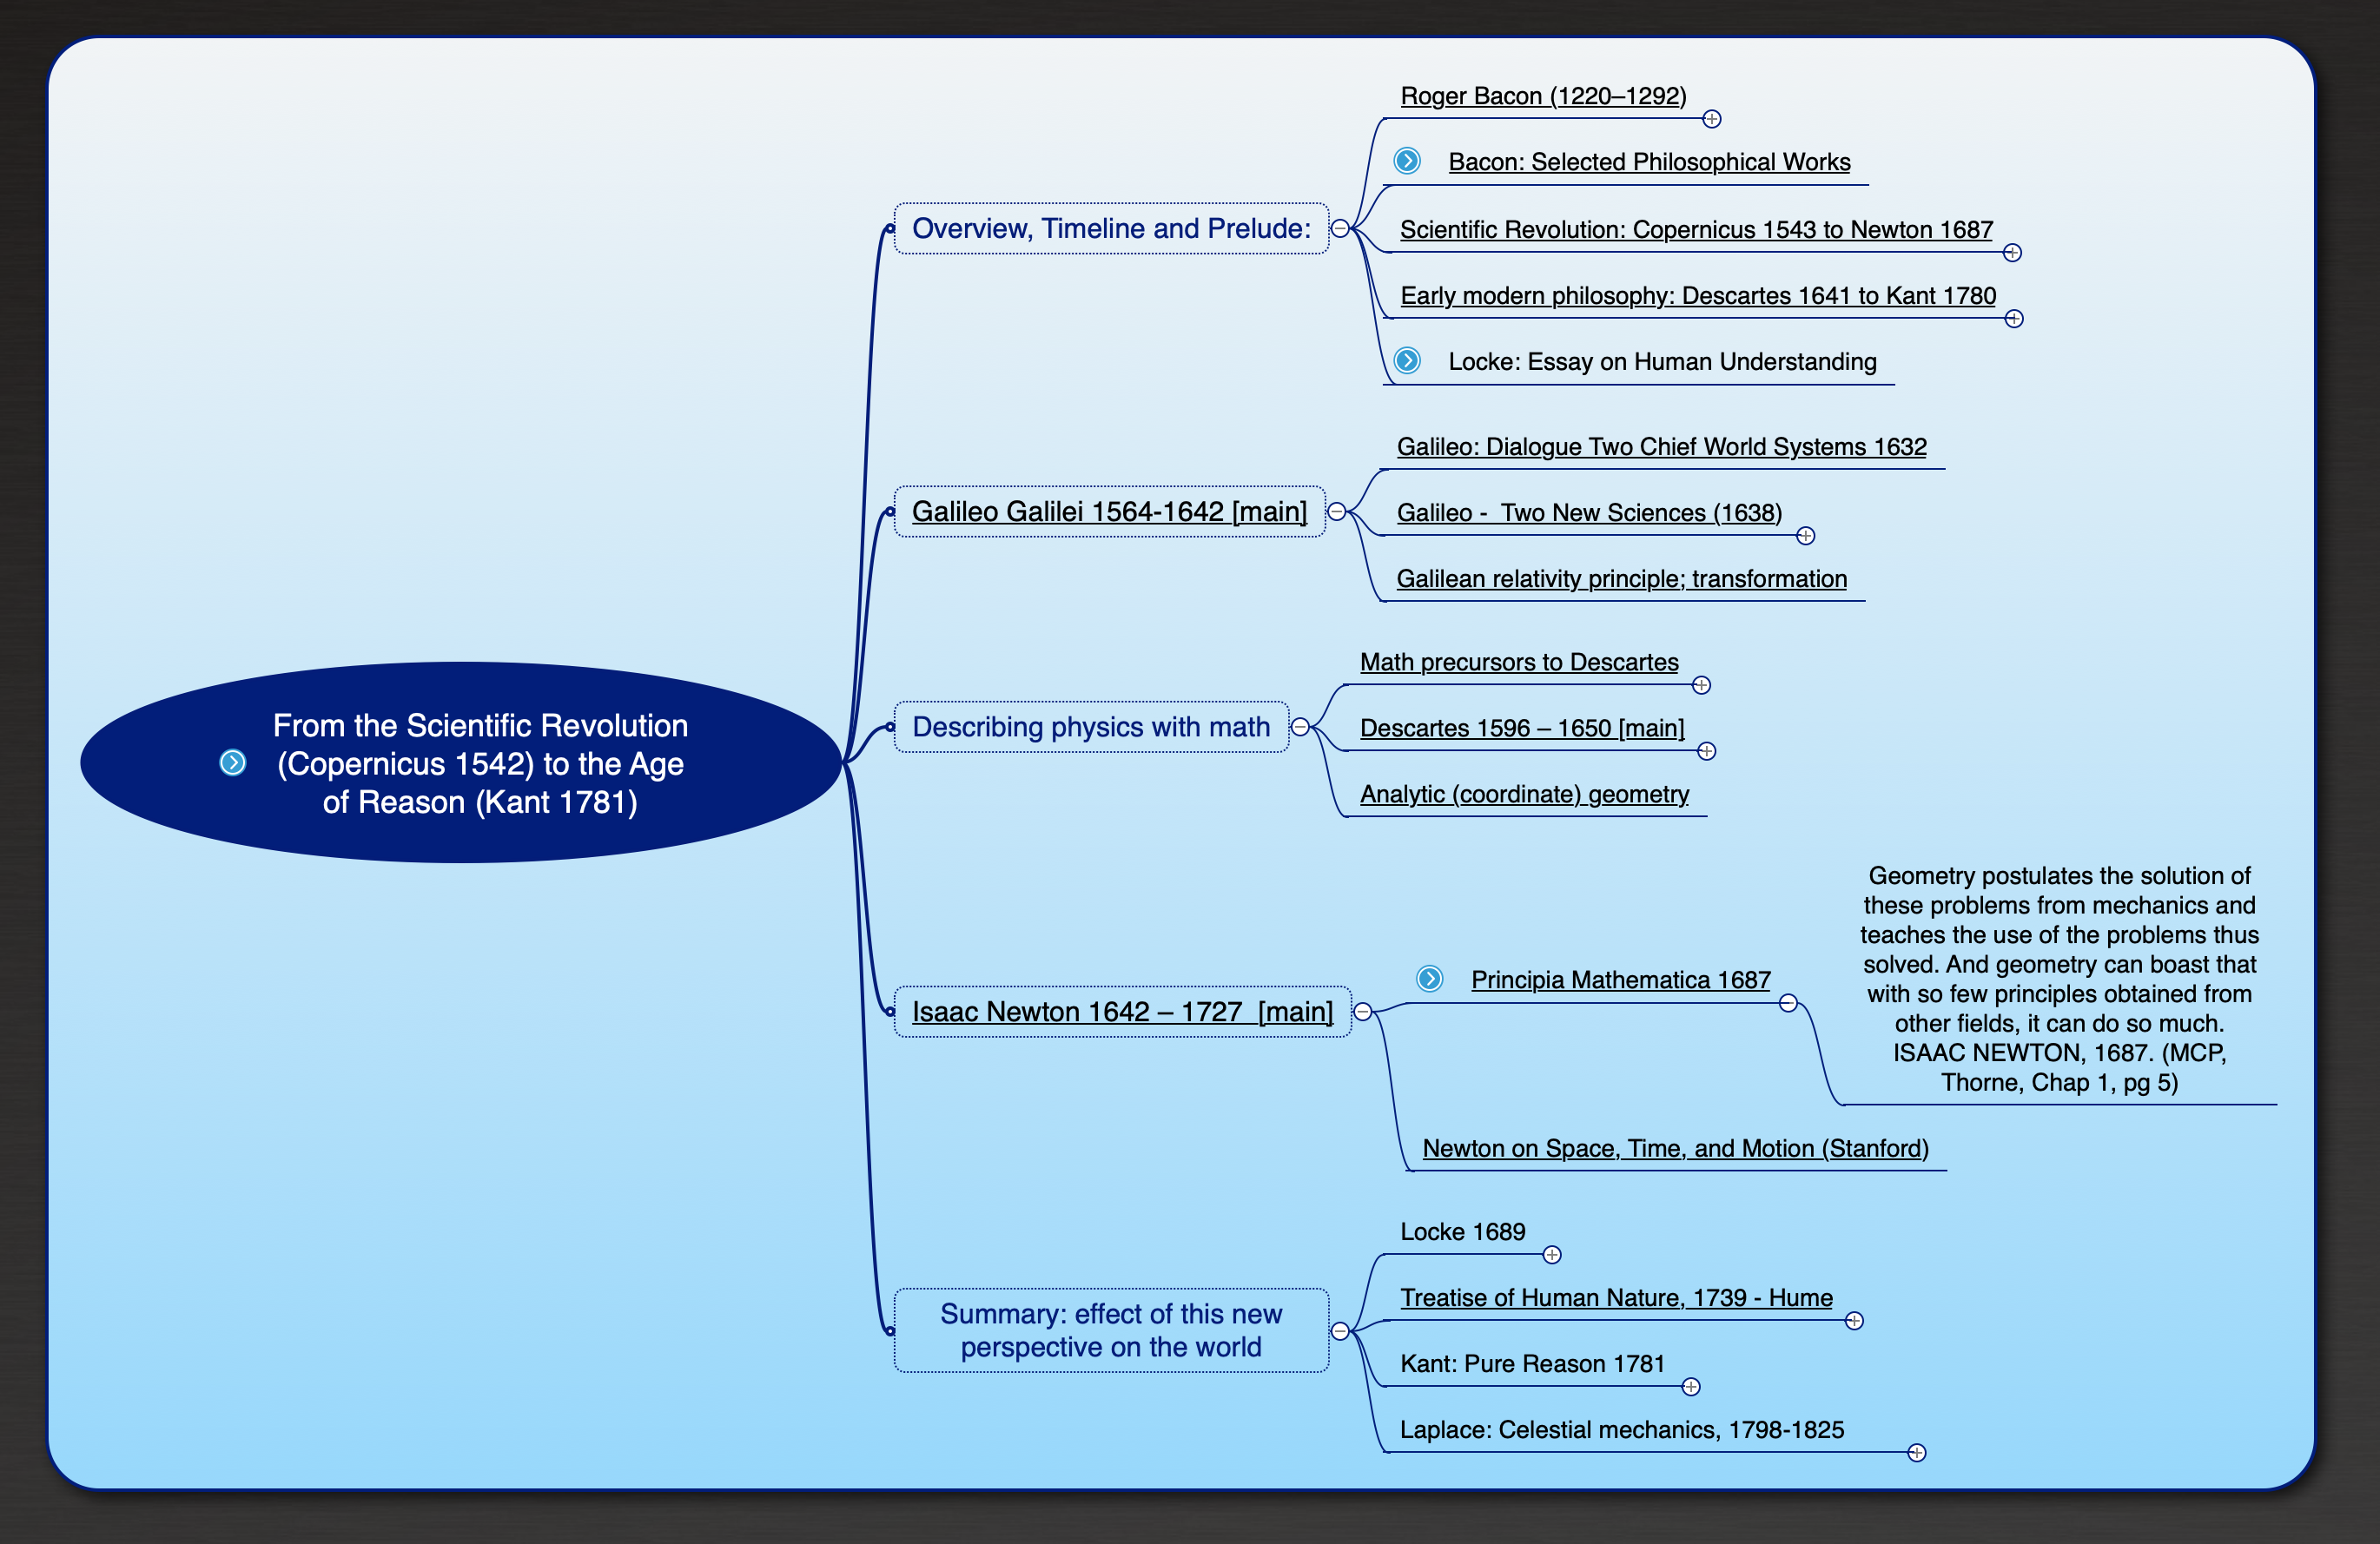 From the Scientific Revolution
(Copernicus 1542) to the Age
of Reason (Kant 1781)
Overview, Timeline and Prelude:
Roger Bacon (1220–1292)
Bacon: Selected Philosophical Works
Scientific Revolution: Copernicus 1543 to Newton 1687
Early modern philosophy: Descartes 1641 to Kant 1780
Locke: Essay on Human Understanding
Galileo Galilei 1564-1642 [main]
Galileo: Dialogue Two Chief World Systems 1632
Galileo -  Two New Sciences (1638)
Galilean relativity principle; transformation
Describing physics with math
Math precursors to Descartes
Descartes 1596 – 1650 [main]
Analytic (coordinate) geometry
Isaac Newton 1642 – 1727  [main]
Principia Mathematica 1687
Geometry postulates the solution of
these problems from mechanics and
teaches the use of the problems thus
solved. And geometry can boast that
with so few principles obtained from
other fields, it can do so much.
ISAAC NEWTON, 1687. (MCP,
Thorne, Chap 1, pg 5)
Newton on Space, Time, and Motion (Stanford)
Summary: effect of this new
perspective on the world
Locke 1689
Treatise of Human Nature, 1739 - Hume
Kant: Pure Reason 1781
Laplace: Celestial mechanics, 1798-1825